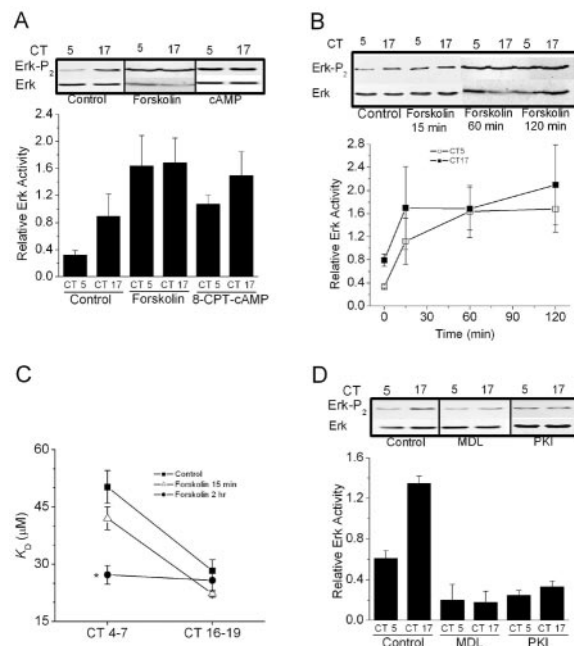 A
CT 5 17 5 17 5 17
Erk-P2
Erk
Control Forskolin cAMP
Relative Erk Activity
2.0
1.6
1.2
0.8
0.4
0.0
CT 5 CT 17 CT 5 CT 17 CT 5 CT 17
Control Forskolin 8-CPT-cAMP
B
CT 5 17 5 17 5 17 5 17
Erk-P2
Erk
Control Forskolin Forskolin Forskolin
15 min 60 min 120 min
CT5
CT17
Relative Erk Activity
2.8
2.4
2.0
1.6
1.2
0.8
0.4
0 30 60 90 120
Time (min)
C
Control
Forskolin 15 min
Forskolin 2 hr
KD (μM)
60
45
30
15
*
CT 4-7 CT 16-19
D
CT
5 17 5 17 5 17
Erk-P2
Erk
Control MDL PKI
Relative Erk Activity
1.6
1.2
0.8
0.4
0.0
CT 5 CT 17 CT 5 CT 17 CT 5 CT 17
Control MDL PKI